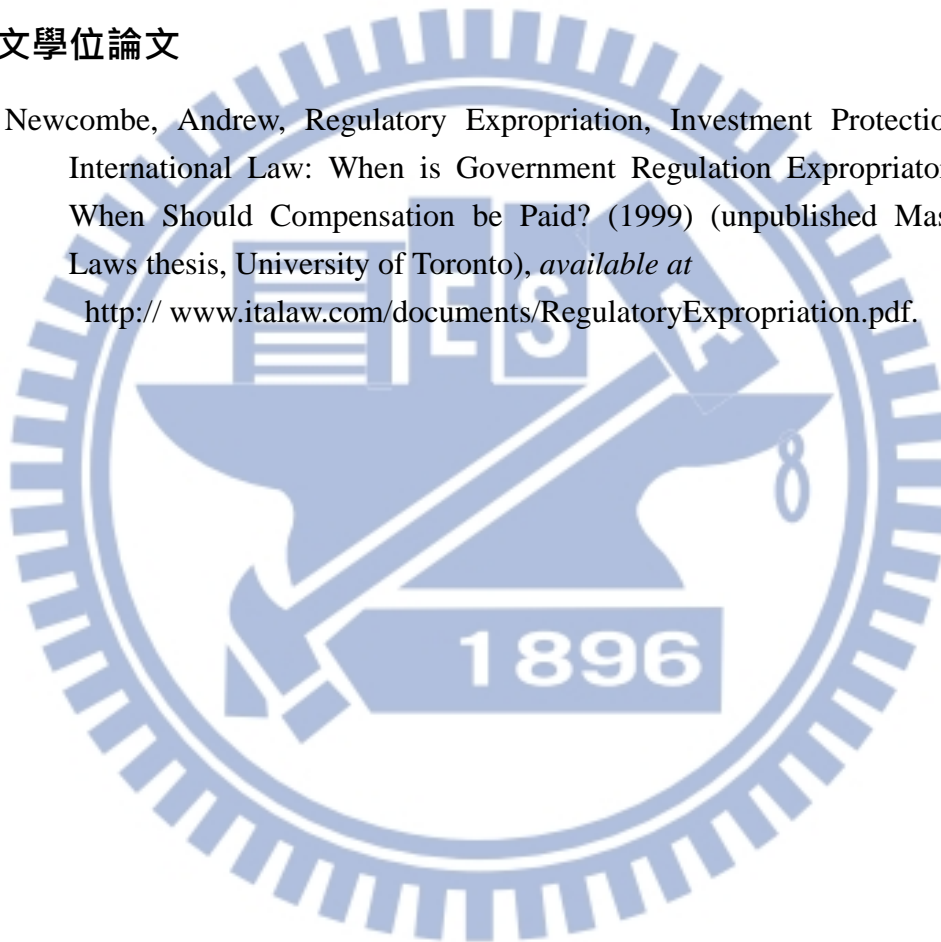 文學位論文
Newcombe, Andrew, Regulatory Expropriation, Investment Protectio
International Law: When is Government Regulation Expropriato
When Should Compensation be Paid? (1999) (unpublished Mas
Laws thesis, University of Toronto), available at
http:// www.italaw.com/documents/RegulatoryExpropriation.pdf.
E S A
8
1896